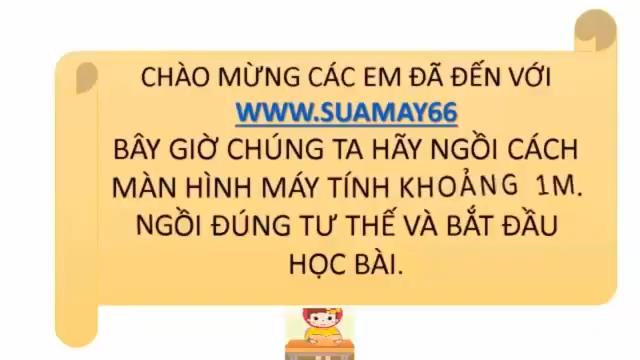 CHÀO MỪNG CÁC EM ĐÃ ĐẾN VỚI
WWW.SUAMAY66
BÂY GIỜ CHÚNG TA HÃY NGỒI CÁCH
MÀN HÌNH MÁY TÍNH KHOẢNG 1M.
NGỒI ĐÚNG TƯ THẾ VÀ BẮT ĐẦU
HỌC BÀI.